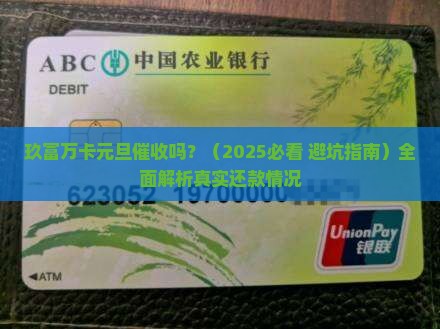 ABC 中国农业银行
DEBIT
玖富万卡元旦催收吗？（2025必看 避坑指南）全
面解析真实还款情况
623052 19700000
UnionPay
银联
◀ATM